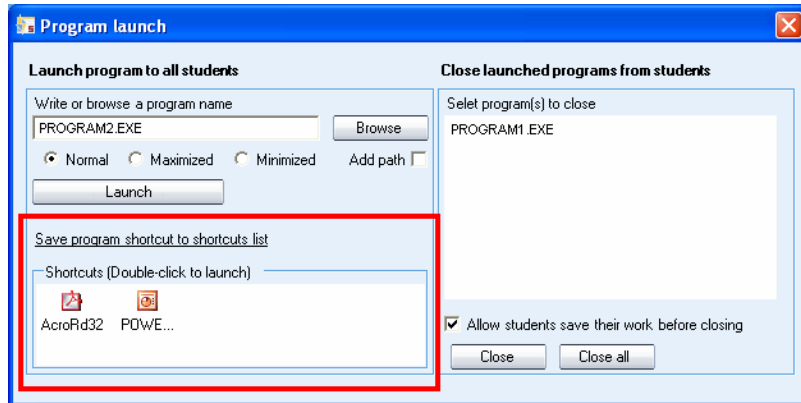 Program launch
Launch program to all students
Write or browse a program name
PROGRAM2.EXE
Browse
Normal
Maximized
Minimized
Add path
Launch
Save program shortcut to shortcuts list
Shortcuts (Double-click to launch)
AcroRd32
POWE...
Close launched programs from students
Selet program(s) to close
PROGRAM1.EXE
Allow students save their work before closing
Close
Close all